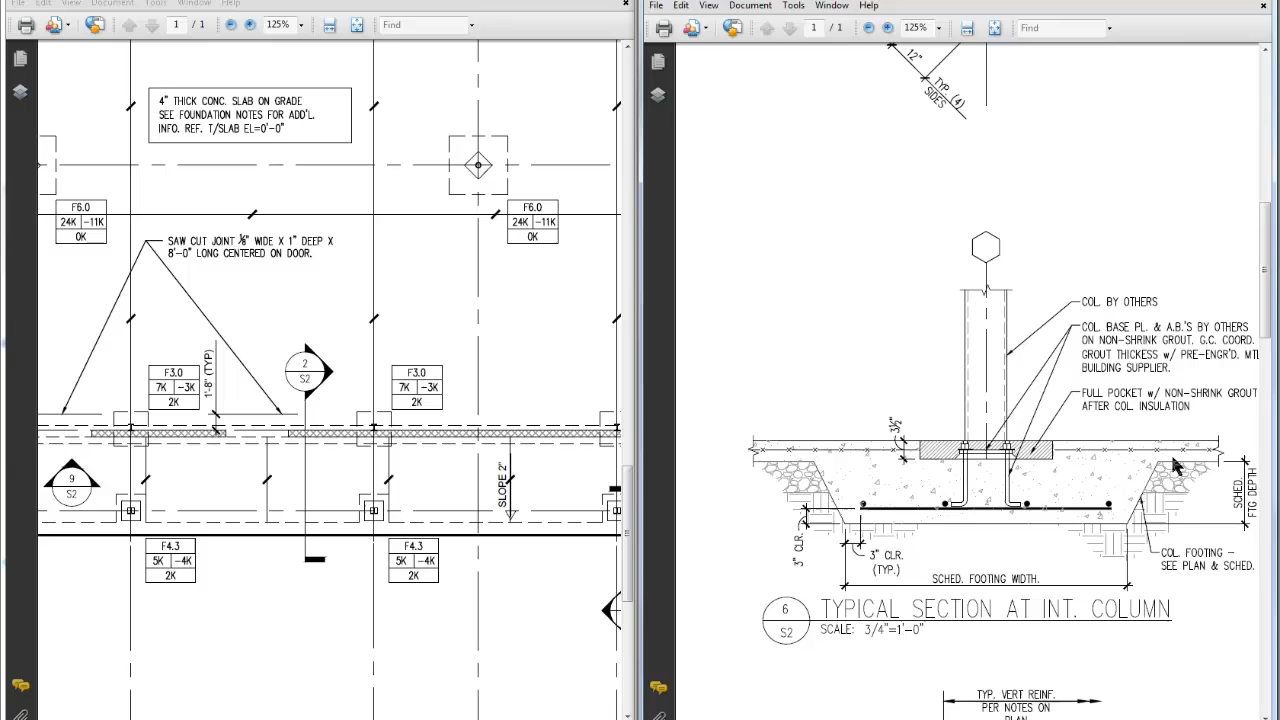 File Edit View Document Tools Window Help
1 / 1 125% Find
4" THICK CONC. SLAB ON GRADE
SEE FOUNDATION NOTES FOR ADD'L.
INFO. REF. T/SLAB EL=0'-0"
F6.0
24K -11K
0K
F6.0
24K -11K
0K
SAW CUT JOINT ⅛" WIDE X 1" DEEP X
8'-0" LONG CENTERED ON DOOR.
F3.0
7K -3K
2K
1'-8" (TYP)
2
S2
F3.0
7K -3K
2K
9
S2
SLOPE 2"
F4.3
5K -4K
2K
F4.3
5K -4K
2K
File Edit View Document Tools Window Help
1 / 1 125% Find
12"
TYP. (4)
SIDES
COL. BY OTHERS
COL. BASE PL. & A.B.'S BY OTHERS
ON NON-SHRINK GROUT. G.C. COORD.
GROUT THICKESS w/ PRE-ENGR'D. MTL
BUILDING SUPPLIER.
FULL POCKET w/ NON-SHRINK GROUT
AFTER COL. INSULATION
3½"
SCHED.
FTG DEPTH
3" CLR.
3" CLR.
(TYP.)
COL. FOOTING –
SEE PLAN & SCHED.
SCHED. FOOTING WIDTH.
6
S2
TYPICAL SECTION AT INT. COLUMN
SCALE: 3/4"=1'-0"
TYP. VERT REINF.
PER NOTES ON
PLAN